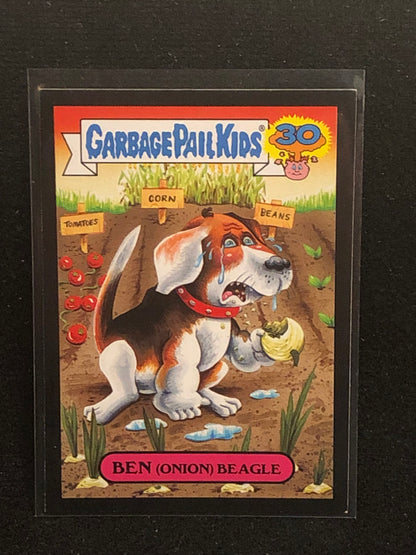 GARBAGE PAIL KIDS®
30
CORN
TOMATOES
BEANS
BEN (ONION) BEAGLE